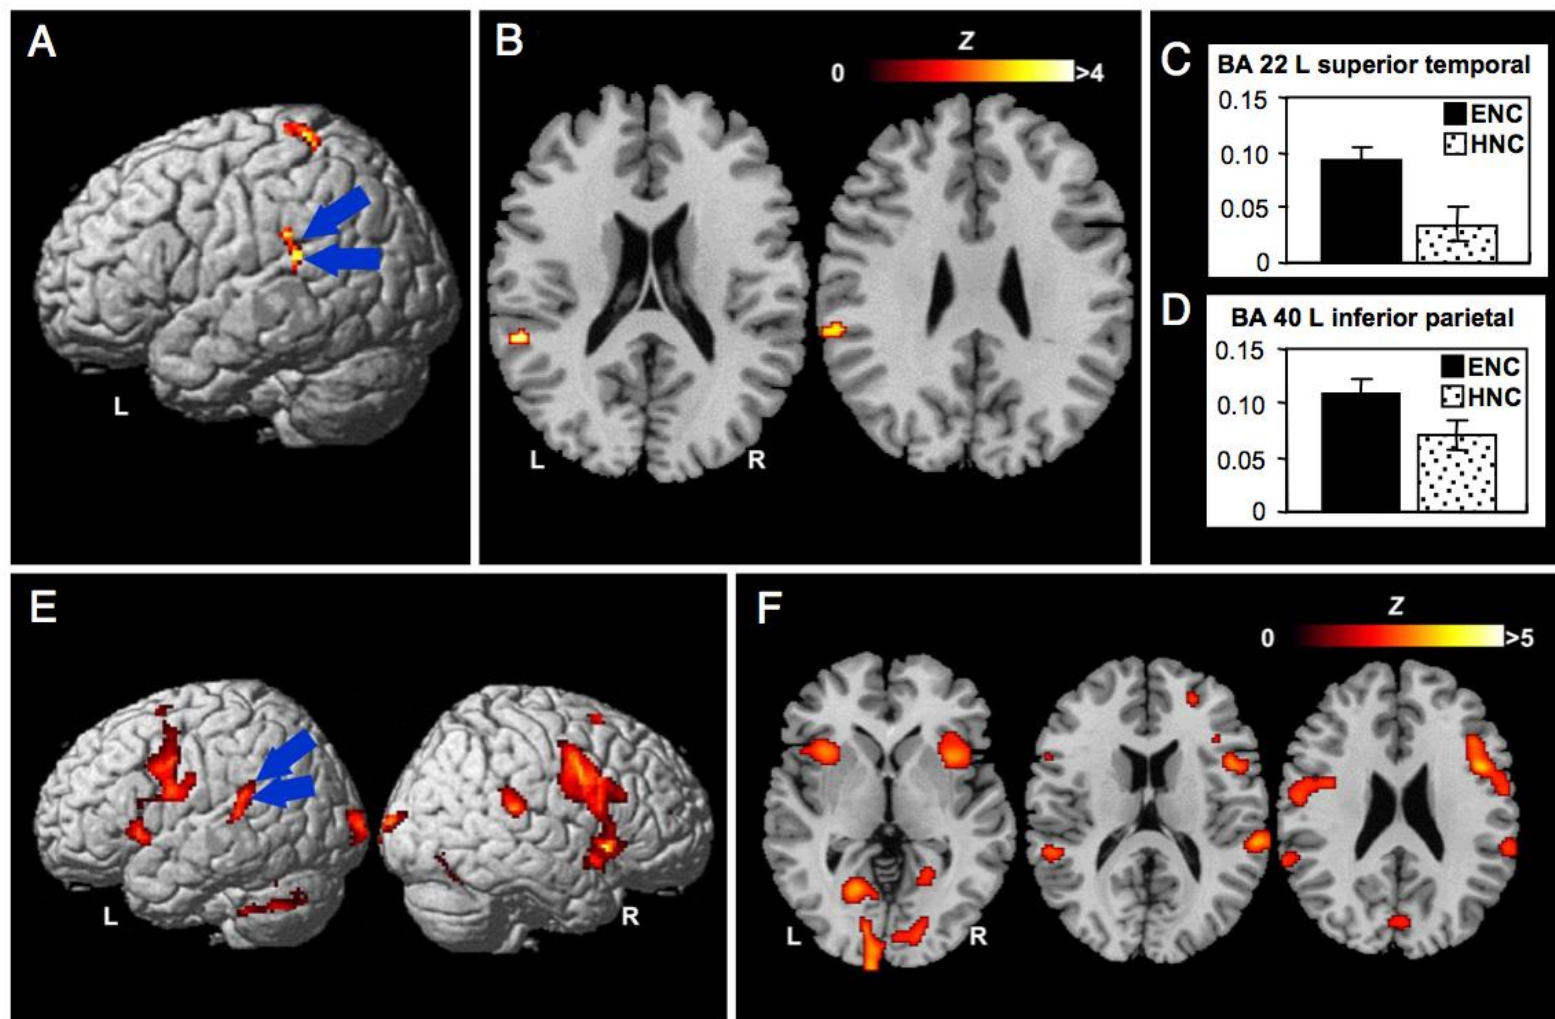 A
L
B
Z
0
>4
L
R
C
BA 22 L superior temporal
0.15
0.10
0.05
0
ENC
HNC
D
BA 40 L inferior parietal
0.15
0.10
0.05
0
ENC
HNC
E
L
R
F
Z
0
>5
L
R